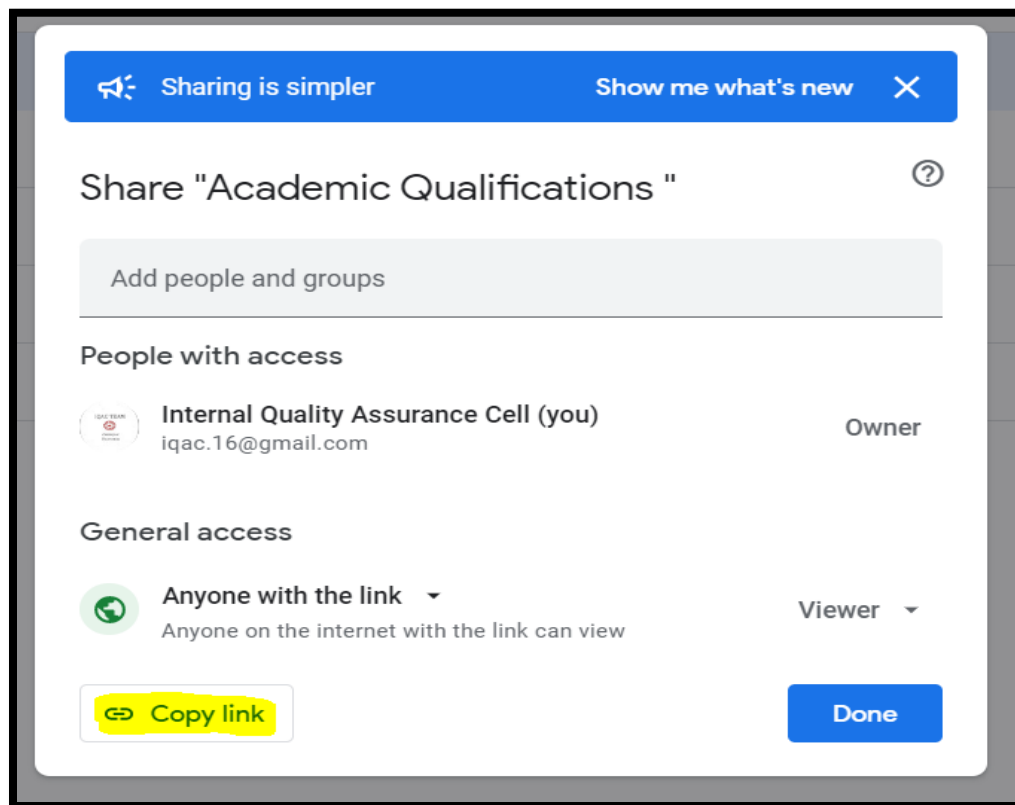 Sharing is simpler Show me what's new
Share "Academic Qualifications "
Add people and groups
People with access
Internal Quality Assurance Cell (you)
iqac.16@gmail.com
Owner
General access
Anyone with the link
Anyone on the internet with the link can view
Viewer
Copy link Done